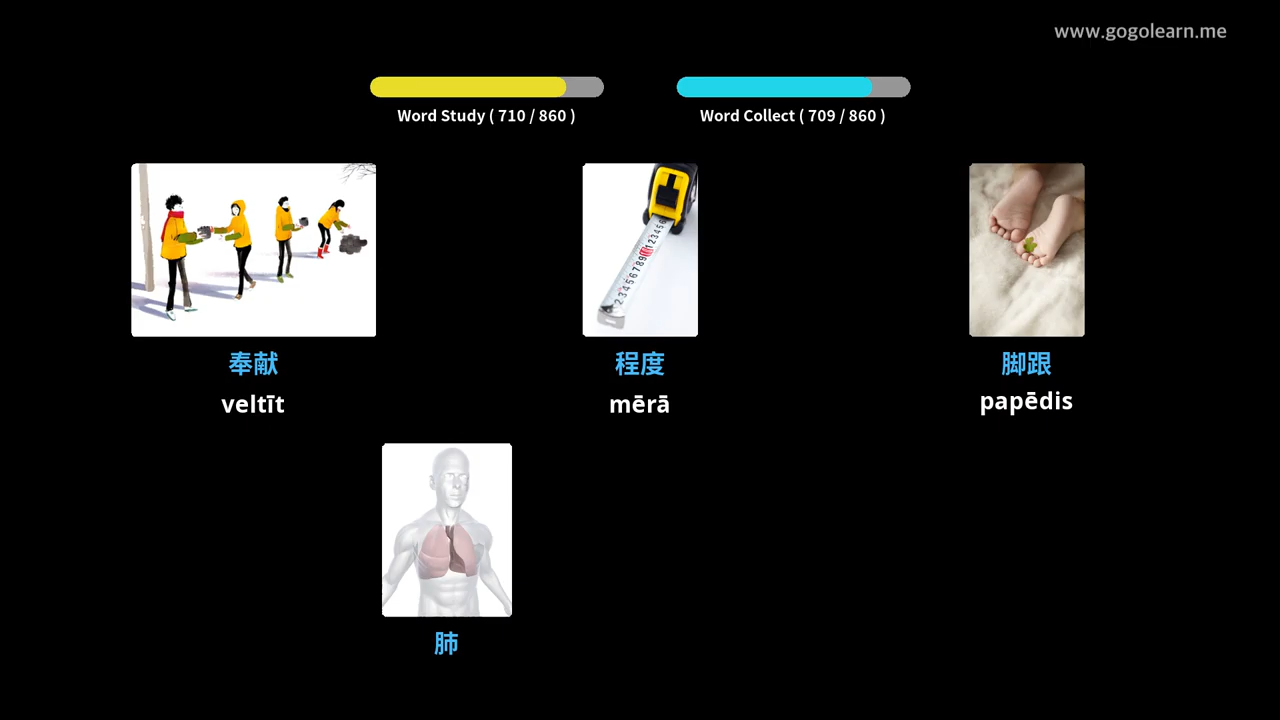 www.gogolearn.me
Word Study ( 710 / 860 )
Word Collect ( 709 / 860 )
奉献
veltīt
程度
mērā
脚跟
papēdis
肺